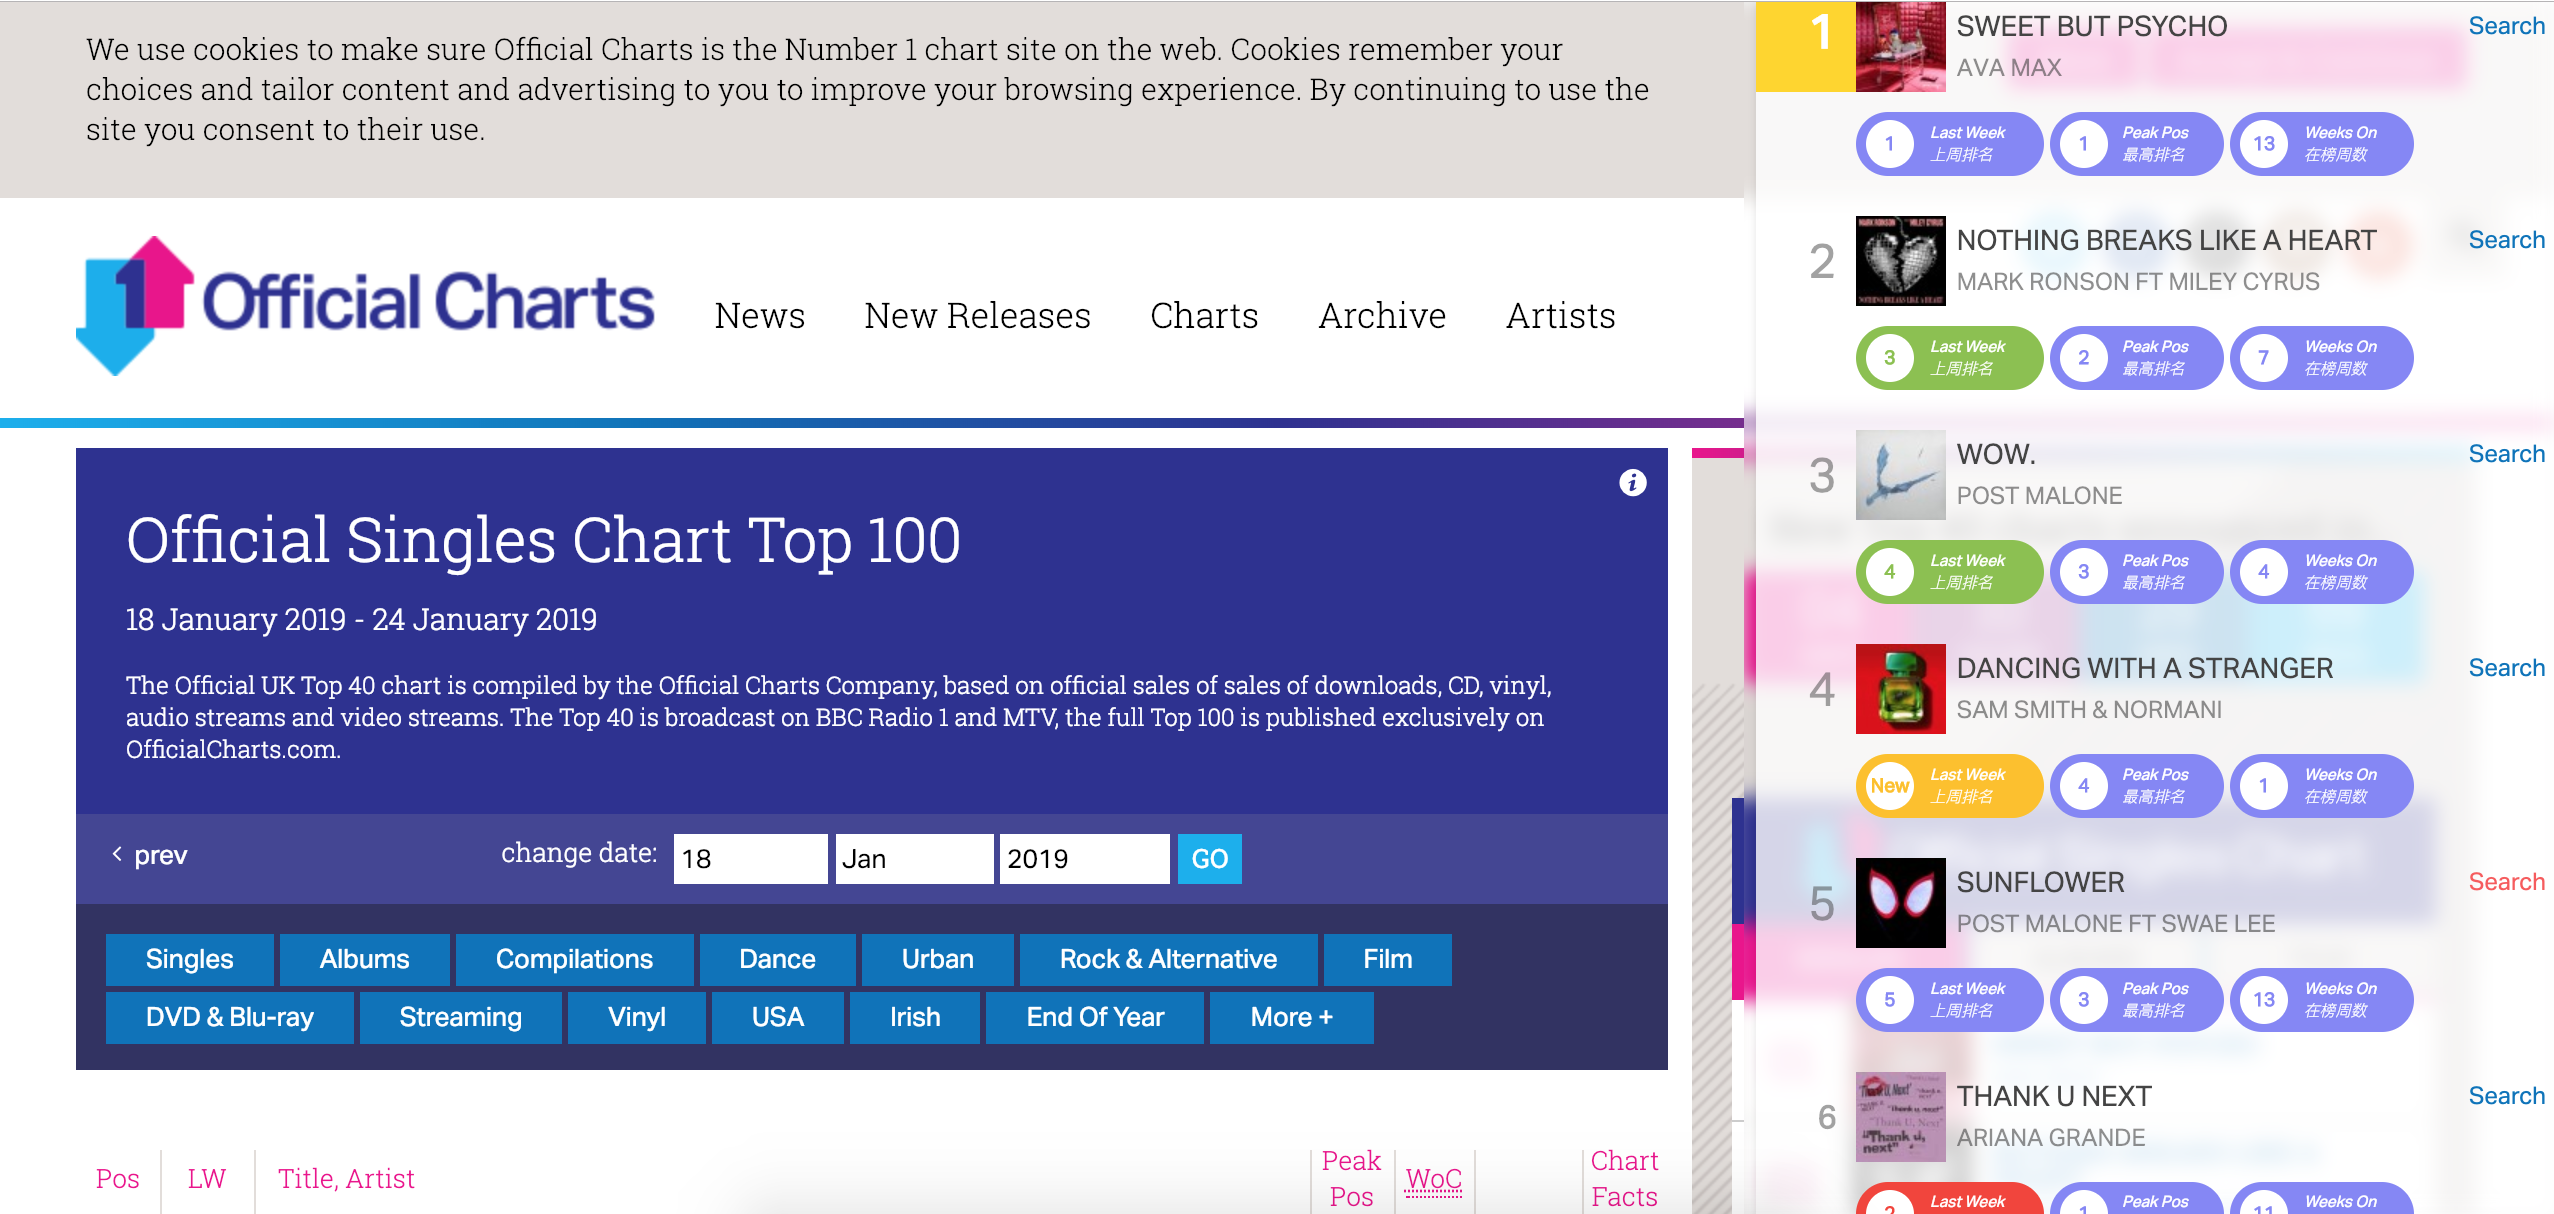 We use cookies to make sure Official Charts is the Number 1 chart site on the web. Cookies remember your
choices and tailor content and advertising to you to improve your browsing experience. By continuing to use the
site you consent to their use.
1 Official Charts
News
New Releases
Charts
Archive
Artists
Official Singles Chart Top 100
18 January 2019 - 24 January 2019
The Official UK Top 40 chart is compiled by the Official Charts Company, based on official sales of sales of downloads, CD, vinyl,
audio streams and video streams. The Top 40 is broadcast on BBC Radio 1 and MTV, the full Top 100 is published exclusively on
OfficialCharts.com.
prev
change date: 18 Jan 2019 GO
Singles Albums Compilations Dance Urban Rock & Alternative Film
DVD & Blu-ray Streaming Vinyl USA Irish End Of Year More +
Pos LW Title, Artist Peak Pos WoC Chart Facts
1 SWEET BUT PSYCHO Search
AVA MAX
1 Last Week 上周排名 1 Peak Pos 最高排名 13 Weeks On 在榜周数
2 NOTHING BREAKS LIKE A HEART Search
MARK RONSON FT MILEY CYRUS
3 Last Week 上周排名 2 Peak Pos 最高排名 7 Weeks On 在榜周数
3 WOW. Search
POST MALONE
4 Last Week 上周排名 3 Peak Pos 最高排名 4 Weeks On 在榜周数
4 DANCING WITH A STRANGER Search
SAM SMITH & NORMANI
New Last Week 上周排名 4 Peak Pos 最高排名 1 Weeks On 在榜周数
5 SUNFLOWER Search
POST MALONE FT SWAE LEE
5 Last Week 上周排名 3 Peak Pos 最高排名 13 Weeks On 在榜周数
6 THANK U NEXT Search
ARIANA GRANDE
2 Last Week 1 Peak Pos 11 Weeks On